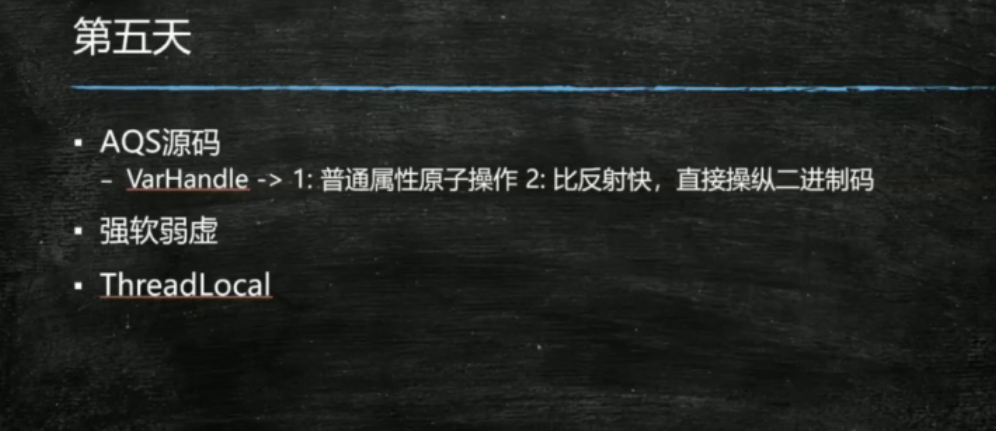 第五天
▪ AQS源码
– VarHandle -> 1: 普通属性原子操作 2: 比反射快，直接操纵二进制码
▪ 强软弱虚
▪ ThreadLocal